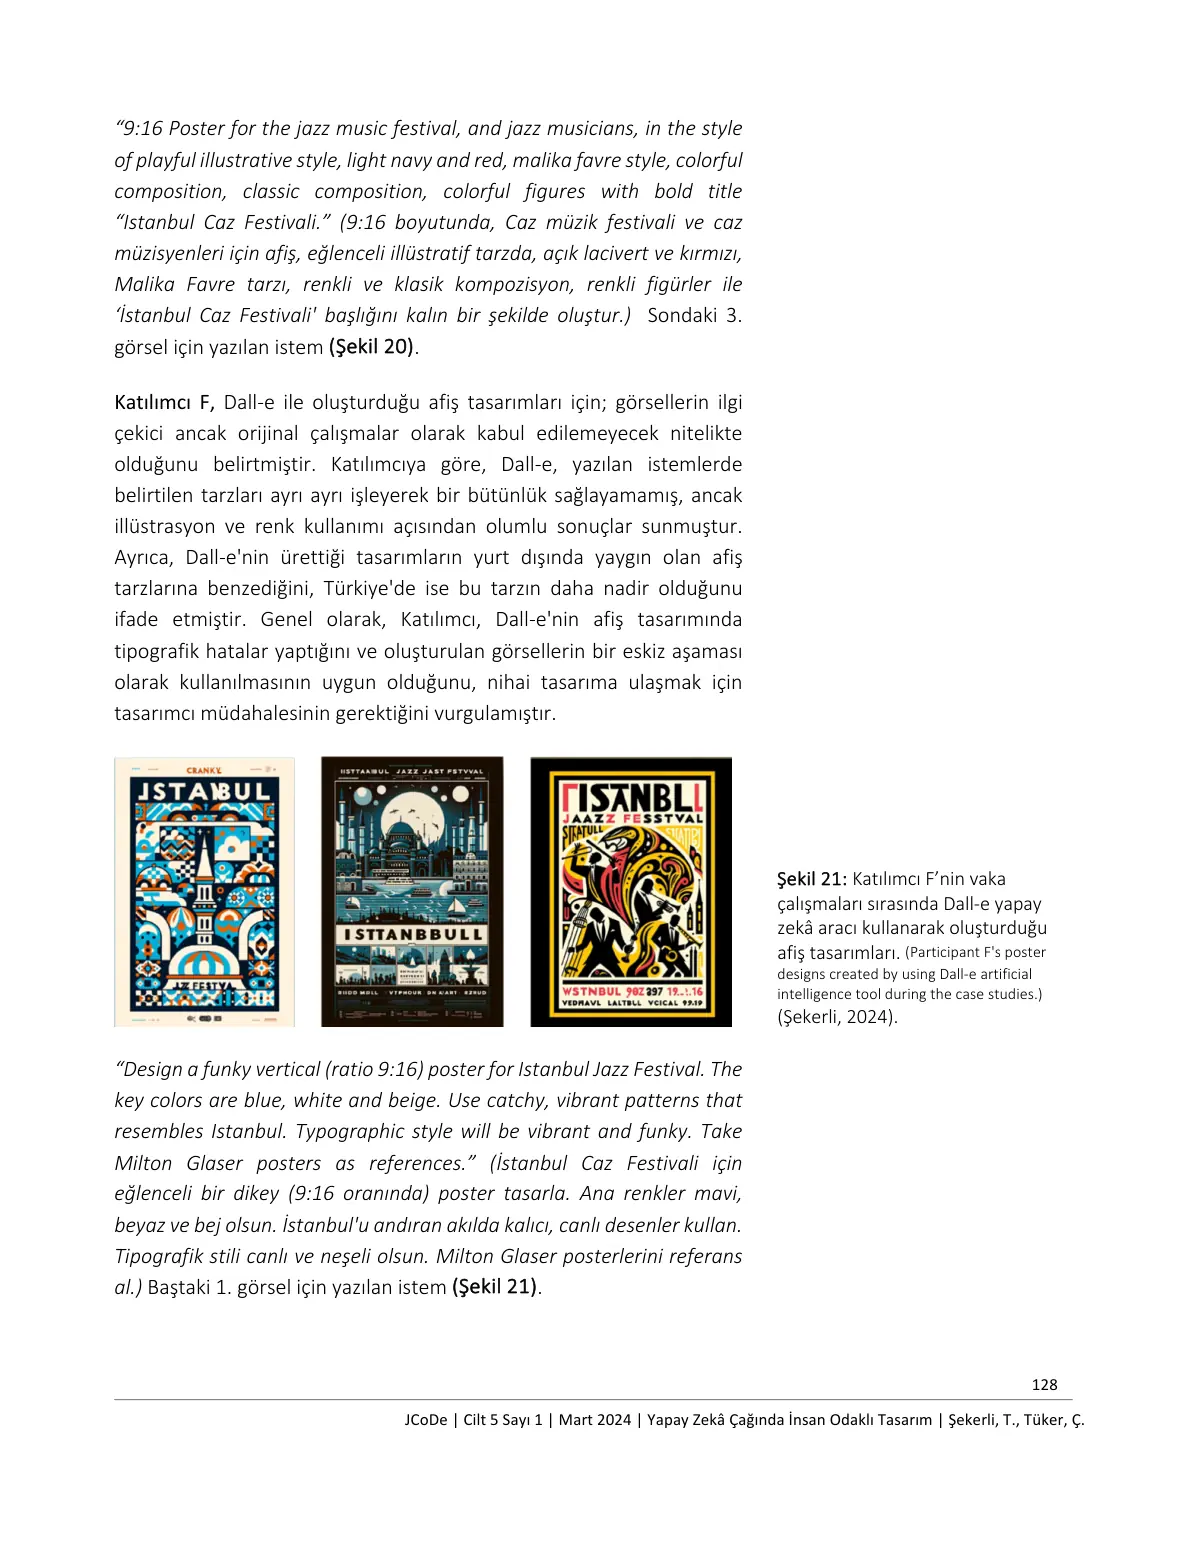 “9:16 Poster for the jazz music festival, and jazz musicians, in the style
of playful illustrative style, light navy and red, malika favre style, colorful
composition, classic composition, colorful figures with bold title
“Istanbul Caz Festivali.” (9:16 boyutunda, Caz müzik festivali ve caz
müzisyenleri için afiş, eğlenceli illüstratif tarzda, açık lacivert ve kırmızı,
Malika Favre tarzı, renkli ve klasik kompozisyon, renkli figürler ile
‘İstanbul Caz Festivali' başlığını kalın bir şekilde oluştur.) Sondaki 3.
görsel için yazılan istem (Şekil 20).
Katılımcı F, Dall-e ile oluşturduğu afiş tasarımları için; görsellerin ilgi
çekici ancak orijinal çalışmalar olarak kabul edilemeyecek nitelikte
olduğunu belirtmiştir. Katılımcıya göre, Dall-e, yazılan istemlerde
belirtilen tarzları ayrı ayrı işleyerek bir bütünlük sağlayamamış, ancak
illüstrasyon ve renk kullanımı açısından olumlu sonuçlar sunmuştur.
Ayrıca, Dall-e'nin ürettiği tasarımların yurt dışında yaygın olan afiş
tarzlarına benzediğini, Türkiye'de ise bu tarzın daha nadir olduğunu
ifade etmiştir. Genel olarak, Katılımcı, Dall-e'nin afiş tasarımında
tipografik hatalar yaptığını ve oluşturulan görsellerin bir eskiz aşaması
olarak kullanılmasının uygun olduğunu, nihai tasarıma ulaşmak için
tasarımcı müdahalesinin gerektiğini vurgulamıştır.
CRANKY
JSTANBUL
JZZ FESTVA
IISTTAAIBUL JAZZ JAST FSTVVAL
ISTTANBBULL
ISTANBLL
JAAZZ FESSTVAL
WSTNBUL
VEDMAVL LALTBLL VCICAL 99.19
Şekil 21: Katılımcı F’nin vaka
çalışmaları sırasında Dall-e yapay
zekâ aracı kullanarak oluşturduğu
afiş tasarımları. (Participant F's poster
designs created by using Dall-e artificial
intelligence tool during the case studies.)
(Şekerli, 2024).
“Design a funky vertical (ratio 9:16) poster for Istanbul Jazz Festival. The
key colors are blue, white and beige. Use catchy, vibrant patterns that
resembles Istanbul. Typographic style will be vibrant and funky. Take
Milton Glaser posters as references.” (İstanbul Caz Festivali için
eğlenceli bir dikey (9:16 oranında) poster tasarla. Ana renkler mavi,
beyaz ve bej olsun. İstanbul'u andıran akılda kalıcı, canlı desenler kullan.
Tipografik stili canlı ve neşeli olsun. Milton Glaser posterlerini referans
al.) Baştaki 1. görsel için yazılan istem (Şekil 21).
128
JCoDe | Cilt 5 Sayı 1 | Mart 2024 | Yapay Zekâ Çağında İnsan Odaklı Tasarım | Şekerli, T., Tüker, Ç.